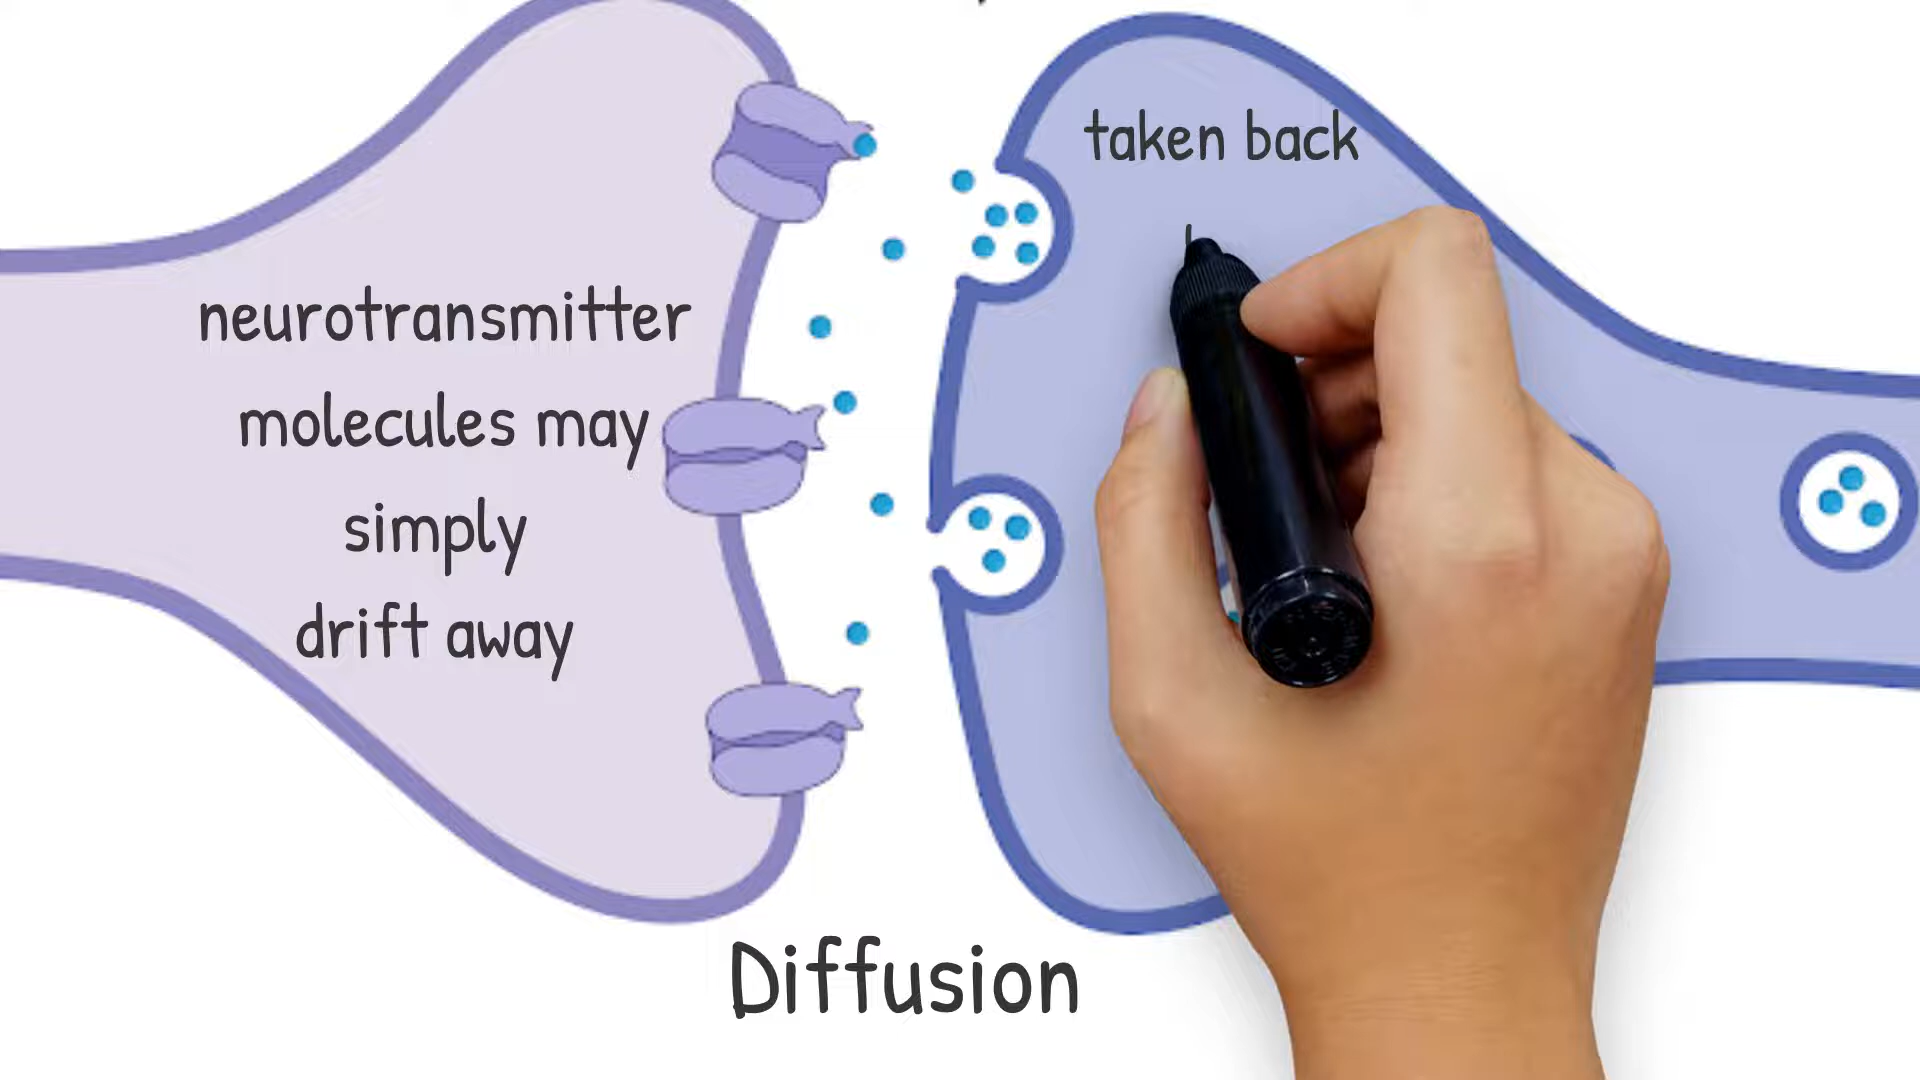 neurotransmitter
molecules may
simply
drift away
taken back
Diffusion